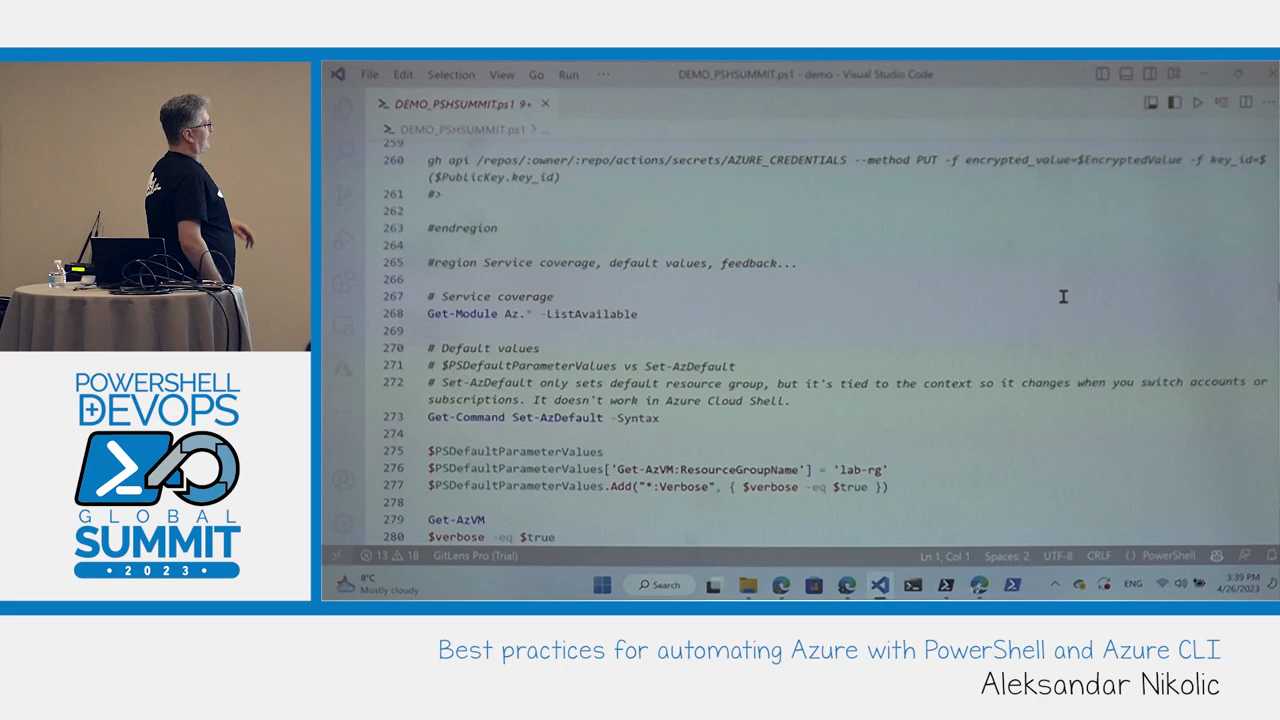 File Edit Selection View Go Run ... DEMO_PSHSUMMIT.ps1 - demo - Visual Studio Code
DEMO_PSHSUMMIT.ps1 9+
DEMO_PSHSUMMIT.ps1 > ...
259
260 gh api /repos/:owner/:repo/actions/secrets/AZURE_CREDENTIALS --method PUT -f encrypted_value=$EncryptedValue -f key_id=$
($PublicKey.key_id)
261 #>
262
263 #endregion
264
265 #region Service coverage, default values, feedback...
266
267 # Service coverage
268 Get-Module Az.* -ListAvailable
269
270 # Default values
271 # $PSDefaultParameterValues vs Set-AzDefault
272 # Set-AzDefault only sets default resource group, but it's tied to the context so it changes when you switch accounts or
subscriptions. It doesn't work in Azure Cloud Shell.
273 Get-Command Set-AzDefault -Syntax
274
275 $PSDefaultParameterValues
276 $PSDefaultParameterValues['Get-AzVM:ResourceGroupName'] = 'lab-rg'
277 $PSDefaultParameterValues.Add("*:Verbose", { $verbose -eq $true })
278
279 Get-AzVM
280 $verbose -eq $true
13 18 GitLens Pro (Trial) Ln 1, Col 1 Spaces: 2 UTF-8 CRLF {} PowerShell
8°C
Mostly cloudy
Search
ENG
3:39 PM
4/26/2023
POWERSHELL
+ DEVOPS
GLOBAL
SUMMIT
• 2023 •
Best practices for automating Azure with PowerShell and Azure CLI
Aleksandar Nikolic